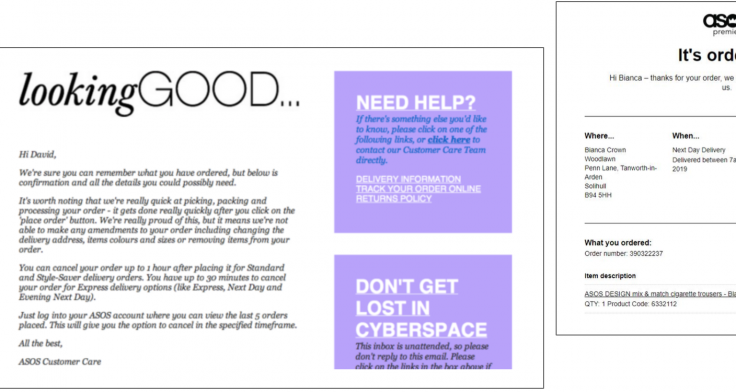 lookingGOOD...
Hi David,
We're sure you can remember what you have ordered, but below is
confirmation and all the details you could possibly need.
It's worth noting that we're really quick at picking, packing and
processing your order - it gets done really quickly after you click on the
'place order' button. We're really proud of this, but it means we're not
able to make any amendments to your order including changing the
delivery address, items colours and sizes or removing items from your
order.
You can cancel your order up to 1 hour after placing it for Standard
and Style-Saver delivery orders. You have up to 30 minutes to cancel
your order for Express delivery options (like Express, Next Day and
Evening Next Day).
Just log into your ASOS account where you can view the last 5 orders
placed. This will give you the option to cancel in the specified timeframe.
All the best,
ASOS Customer Care
NEED HELP?
If there's something else you'd like
to know, please click on one of the
following links, or click here to
contact our Customer Care Team
directly.
DELIVERY INFORMATION
TRACK YOUR ORDER ONLINE
RETURNS POLICY
DON'T GET
LOST IN
CYBERSPACE
This inbox is unattended, so please
don't reply to this email. Please
click on the links in the box above if
It's
Hi Bianca – thanks for your order, we
us.
Where...
Bianca Crown
Woodlawn
Penn Lane, Tanworth-in-
Arden
Solihull
B94 5HH
When...
Next Day Delivery
Delivered between
2019
What you ordered:
Order number: 390322237
Item description
ASOS DESIGN mix & match cigarette trousers -
QTY: 1 Product Code: 6332112